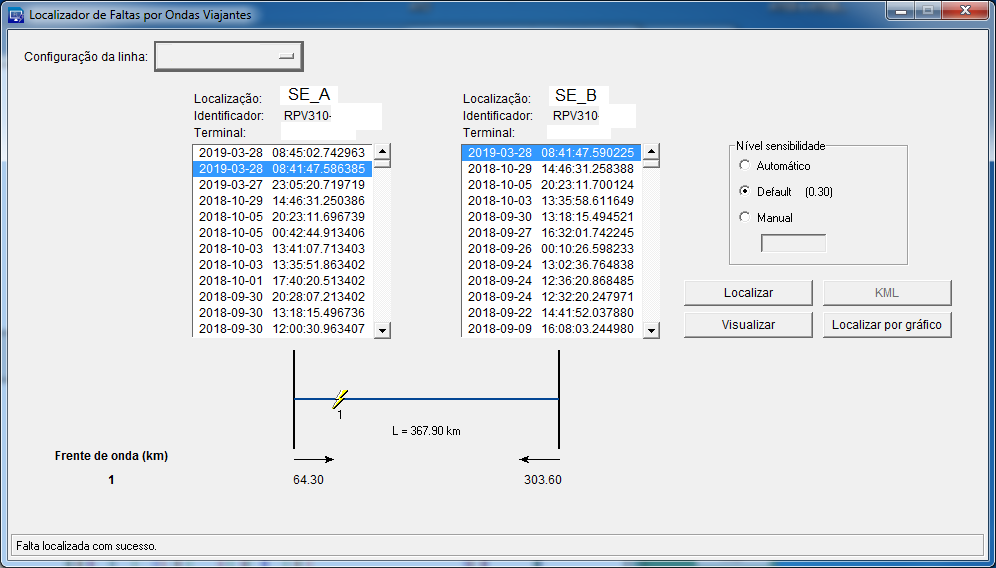 Localizador de Faltas por Ondas Viajantes
Configuração da linha:
Localização: SE_A
Identificador: RPV310-
Terminal:
2019-03-28 08:45:02.742963
2019-03-28 08:41:47.586385
2019-03-27 23:05:20.719719
2018-10-29 14:46:31.250386
2018-10-05 20:23:11.696739
2018-10-05 00:42:44.913406
2018-10-03 13:41:07.713403
2018-10-03 13:35:51.863402
2018-10-01 17:40:20.513402
2018-09-30 20:28:07.213402
2018-09-30 13:18:15.496736
2018-09-30 12:00:30.963407
Localização: SE_B
Identificador: RPV310-
Terminal:
2019-03-28 08:41:47.590225
2018-10-29 14:46:31.258388
2018-10-05 20:23:11.700124
2018-10-03 13:35:58.611649
2018-09-30 13:18:15.494521
2018-09-27 16:32:01.742245
2018-09-26 00:10:26.598233
2018-09-24 13:02:36.764838
2018-09-24 12:36:20.868485
2018-09-24 12:32:20.247971
2018-09-22 14:41:52.037880
2018-09-09 16:08:03.244980
Nível sensibilidade
Automático
Default (0.30)
Manual
Localizar KML
Visualizar Localizar por gráfico
1
L = 367.90 km
Frente de onda (km)
1 64.30 303.60
Falta localizada com sucesso.